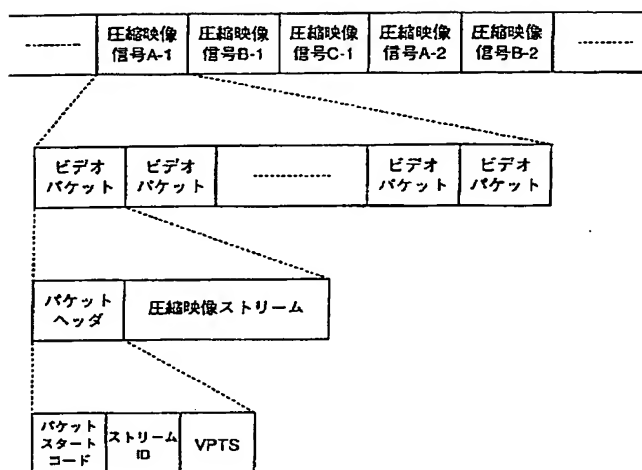 圧縮映像
信号A-1
圧縮映像
信号B-1
圧縮映像
信号C-1
圧縮映像
信号A-2
圧縮映像
信号B-2
ビデオ
パケット
ビデオ
パケット
ビデオ
パケット
ビデオ
パケット
パケット
ヘッダ
圧縮映像ストリーム
パケット
スタート
コード
ストリーム
ID
VPTS